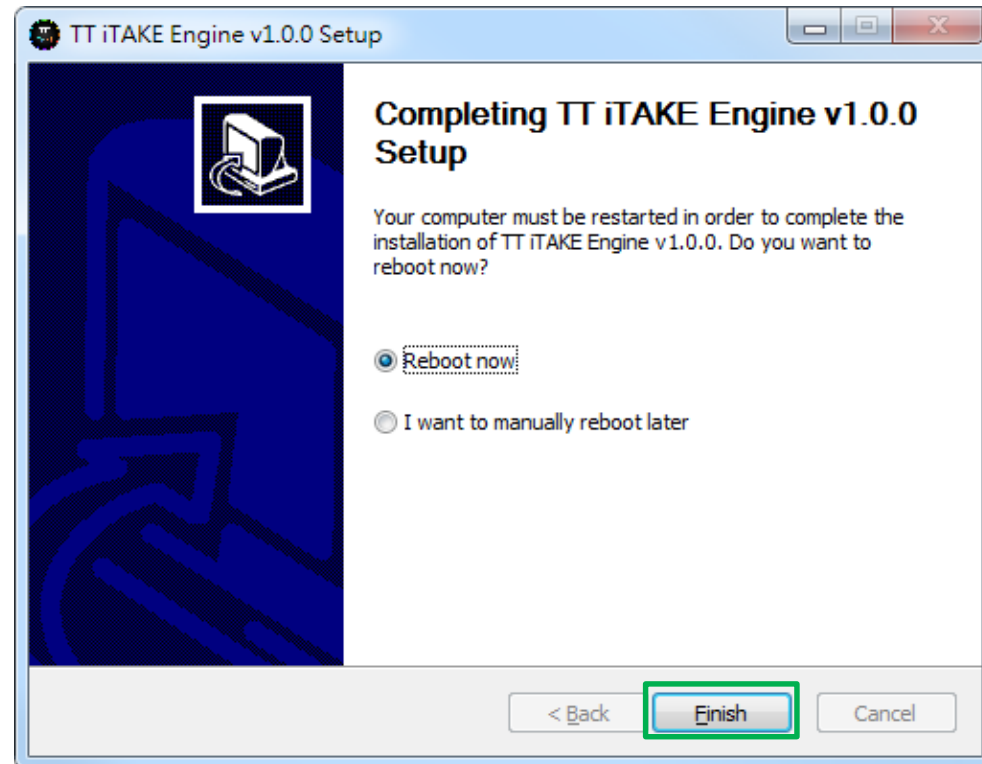 TT iTAKE Engine v1.0.0 Setup
Completing TT iTAKE Engine v1.0.0
Setup
Your computer must be restarted in order to complete the
installation of TT iTAKE Engine v1.0.0. Do you want to
reboot now?
Reboot now
I want to manually reboot later
< Back Finish Cancel